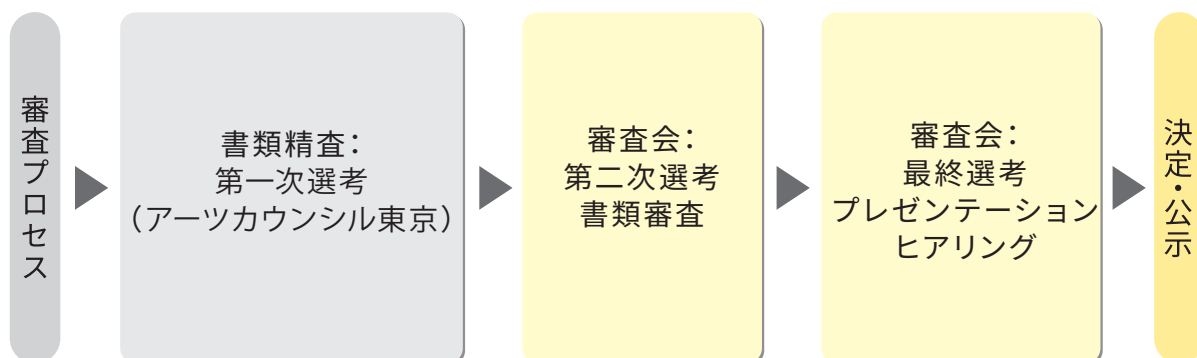 審査プロセス
書類精査：
第一次選考
（アーツカウンシル東京）
審査会：
第二次選考
書類審査
審査会：
最終選考
プレゼンテーション
ヒアリング
決定・公示